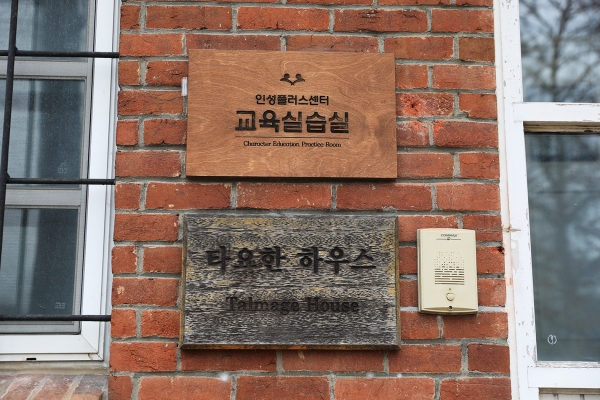 인성플러스센터
교육실습실
Character Education Practice Room
타요한 하우스
Talmage House
COMMAX